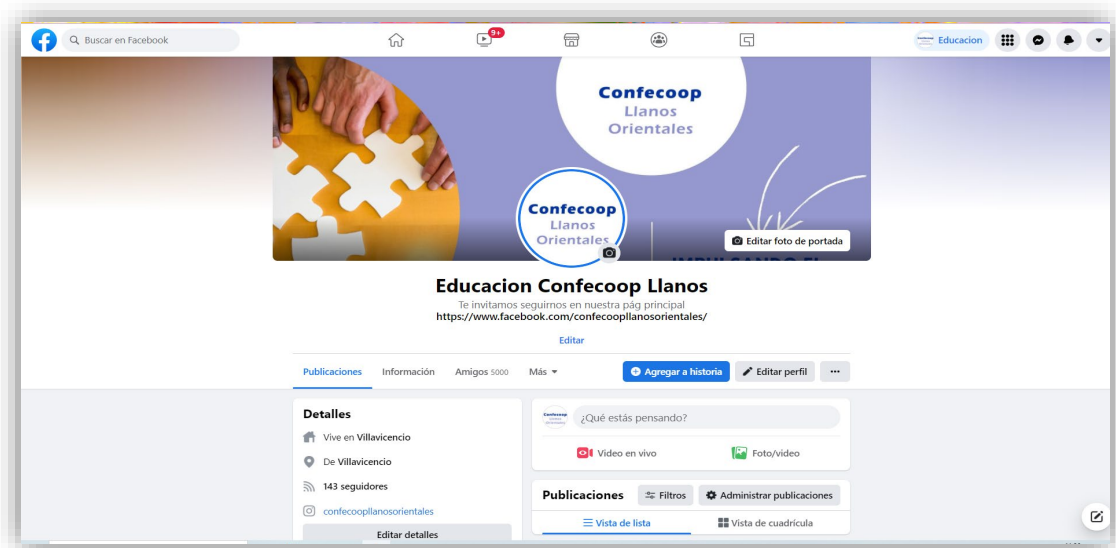 Buscar en Facebook
9+
Educacion
Confecoop
Llanos
Orientales
Confecoop
Llanos
Orientales
Editar foto de portada
IMPULSANDO EL
Educacion Confecoop Llanos
Te invitamos seguirnos en nuestra pág principal
https://www.facebook.com/confecoopllanosorientales/
Editar
Publicaciones Información Amigos 5000 Más
Agregar a historia
Editar perfil
Detalles
Vive en Villavicencio
De Villavicencio
143 seguidores
confecoopllanosorientales
Editar detalles
¿Qué estás pensando?
Video en vivo
Foto/video
Publicaciones
Filtros
Administrar publicaciones
Vista de lista
Vista de cuadrícula